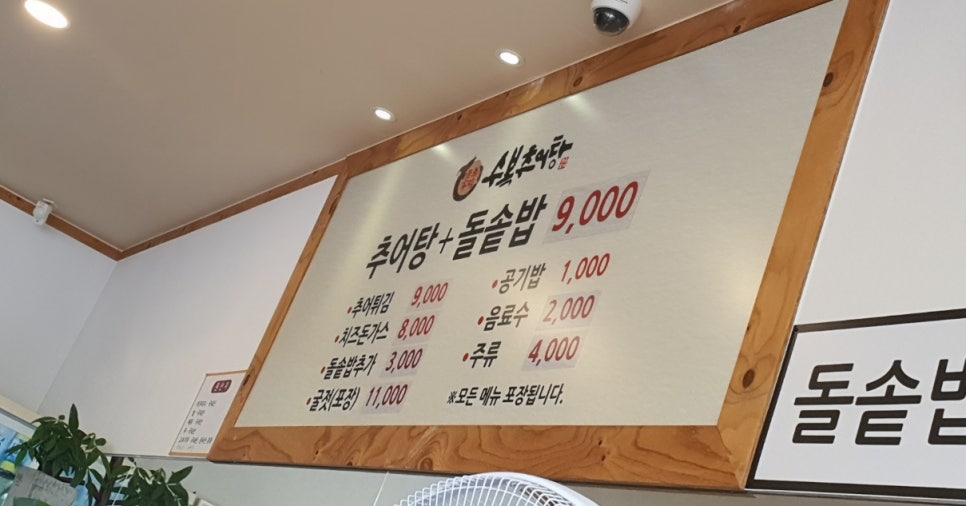 수복추어탕
추어탕+돌솥밥 9,000
•추어튀김 9,000
•치즈돈가스 8,000
•돌솥밥추가 3,000
•굴젓(포장) 11,000
•공기밥 1,000
•음료수 2,000
•주류 4,000
※모든 메뉴 포장됩니다.
돌솥밥